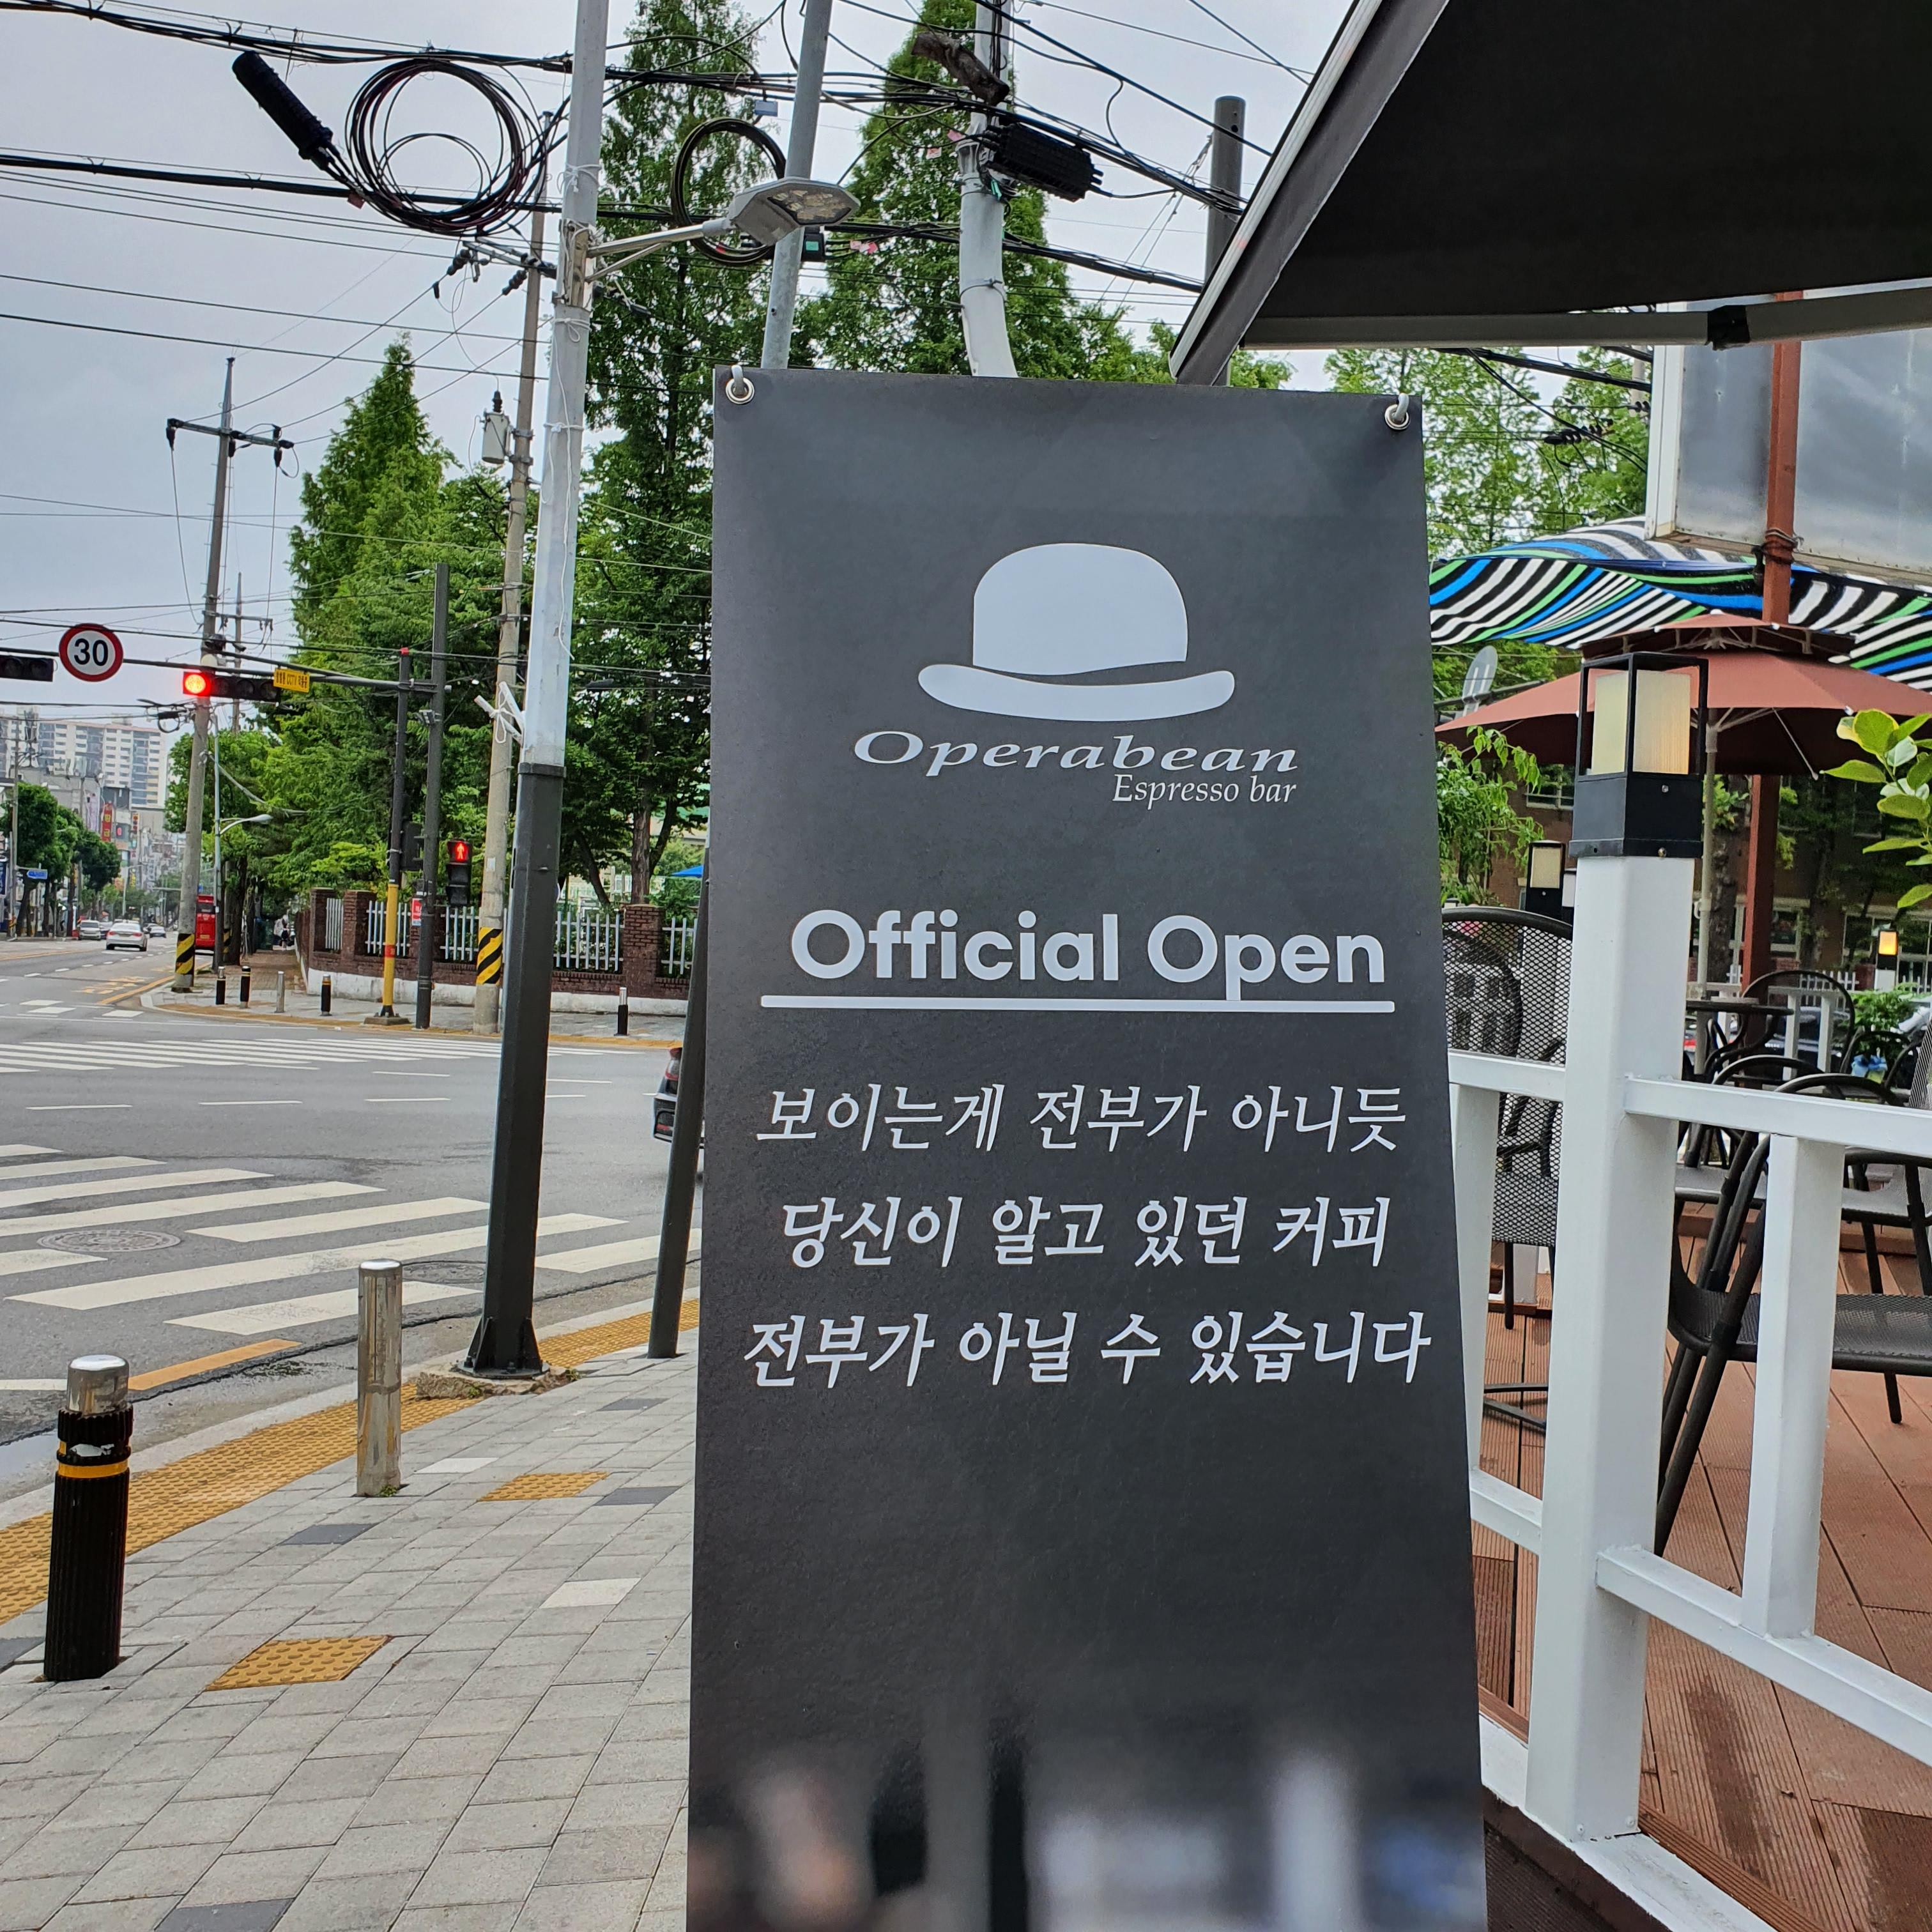 30
Operabean
Espresso bar
Official Open
보이는게 전부가 아니듯
당신이 알고 있던 커피
전부가 아닐 수 있습니다